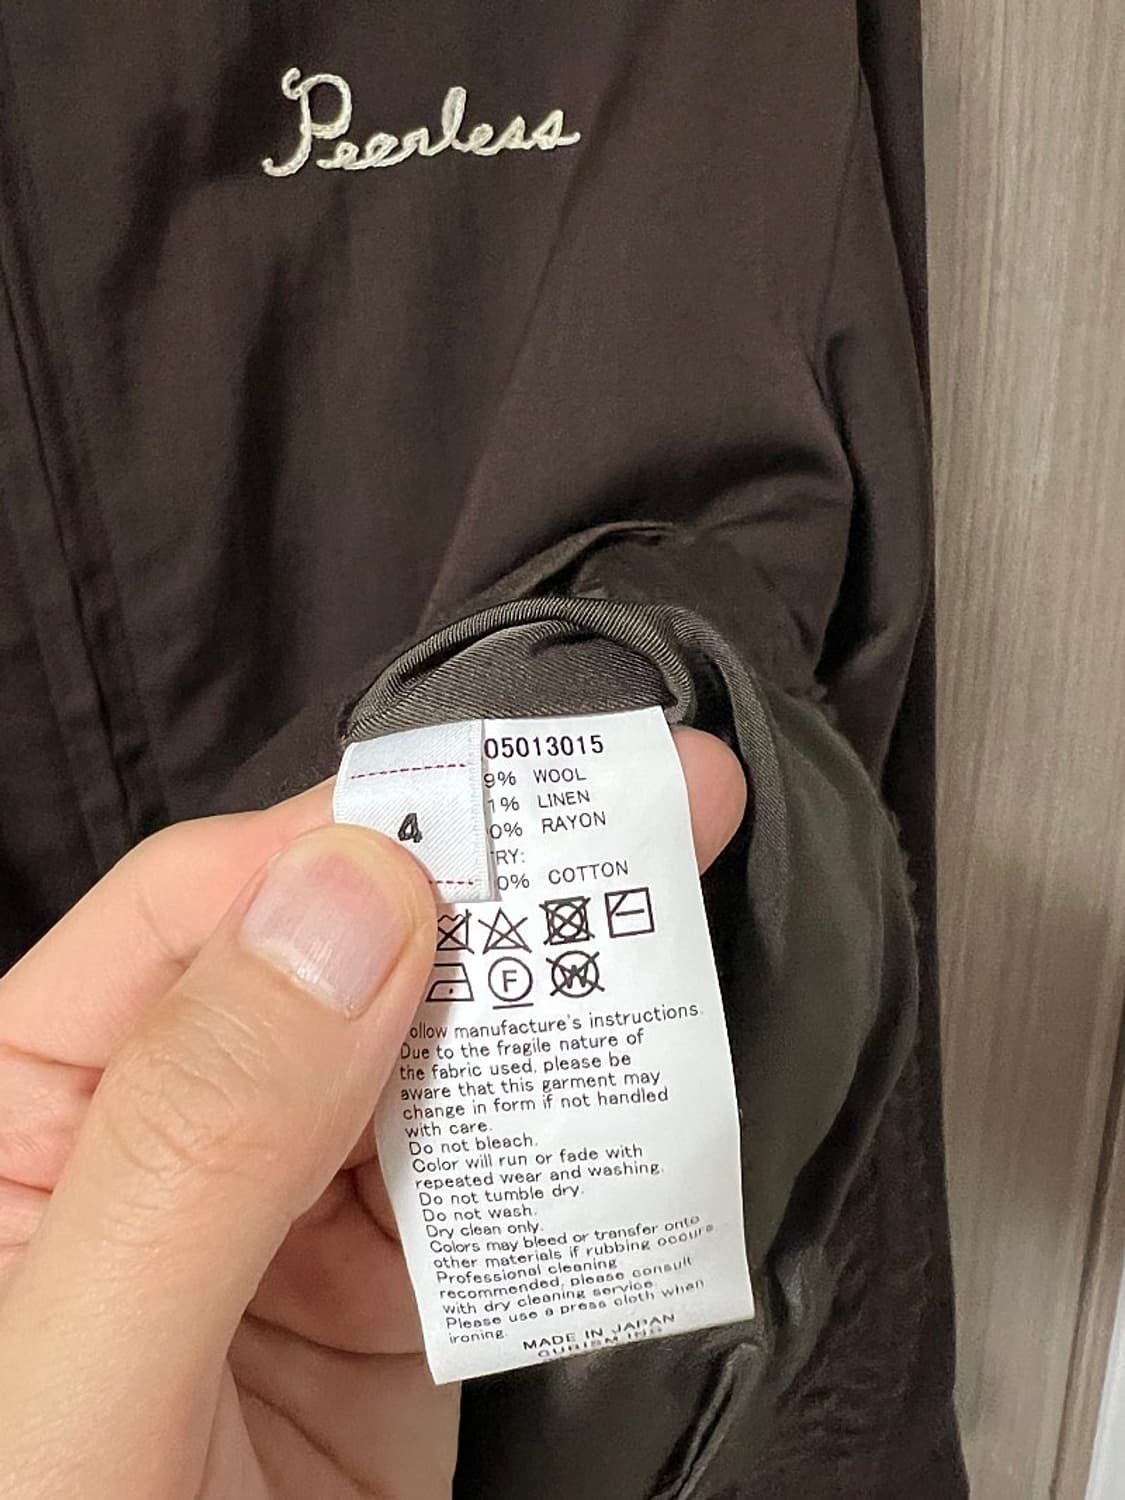 Peerless
05013015
9% WOOL
1% LINEN
0% RAYON
4
RY:
0% COTTON
F
W
ollow manufacture's instructions.
Due to the fragile nature of
the fabric used, please be
aware that this garment may
change in form if not handled
with care.
Do not bleach.
Color will run or fade with
repeated wear and washing.
Do not tumble dry.
Do not wash.
Dry clean only.
Colors may bleed or transfer onto
other materials if rubbing occurs
Professional cleaning
recommended, please consult
with dry cleaning service.
Please use a press cloth when
ironing.
MADE IN JAPAN